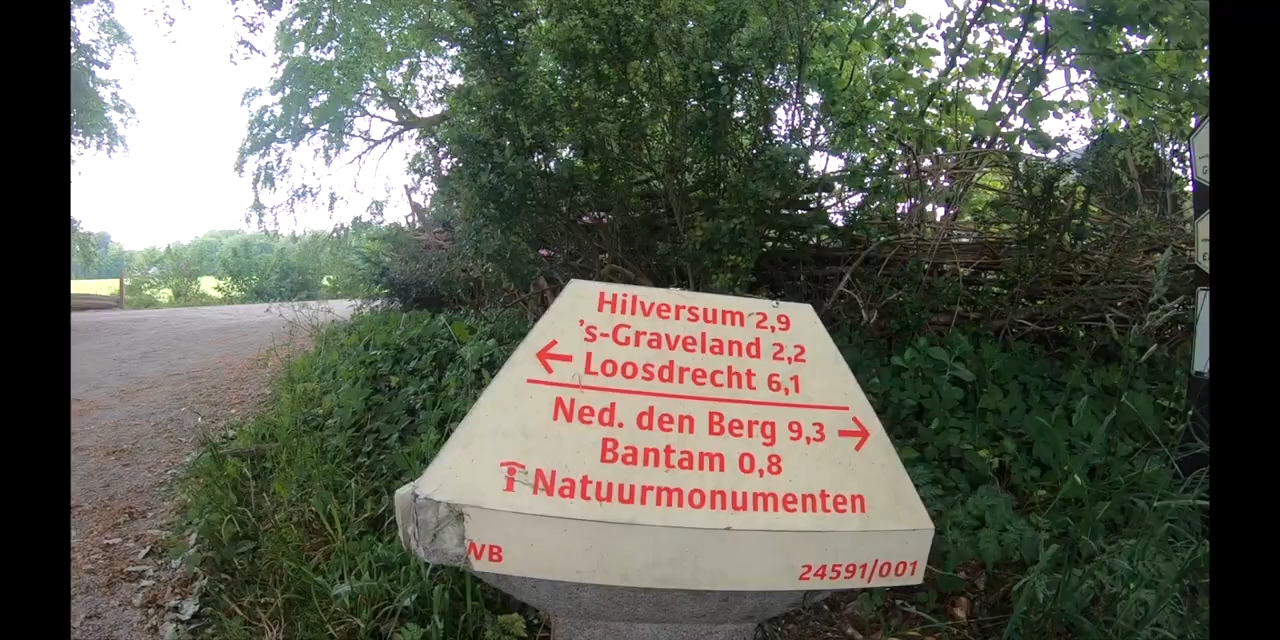 Hilversum 2,9
's-Graveland 2,2
← Loosdrecht 6,1
Ned. den Berg 9,3 →
Bantam 0,8
Natuurmonumenten
WB
24591/001